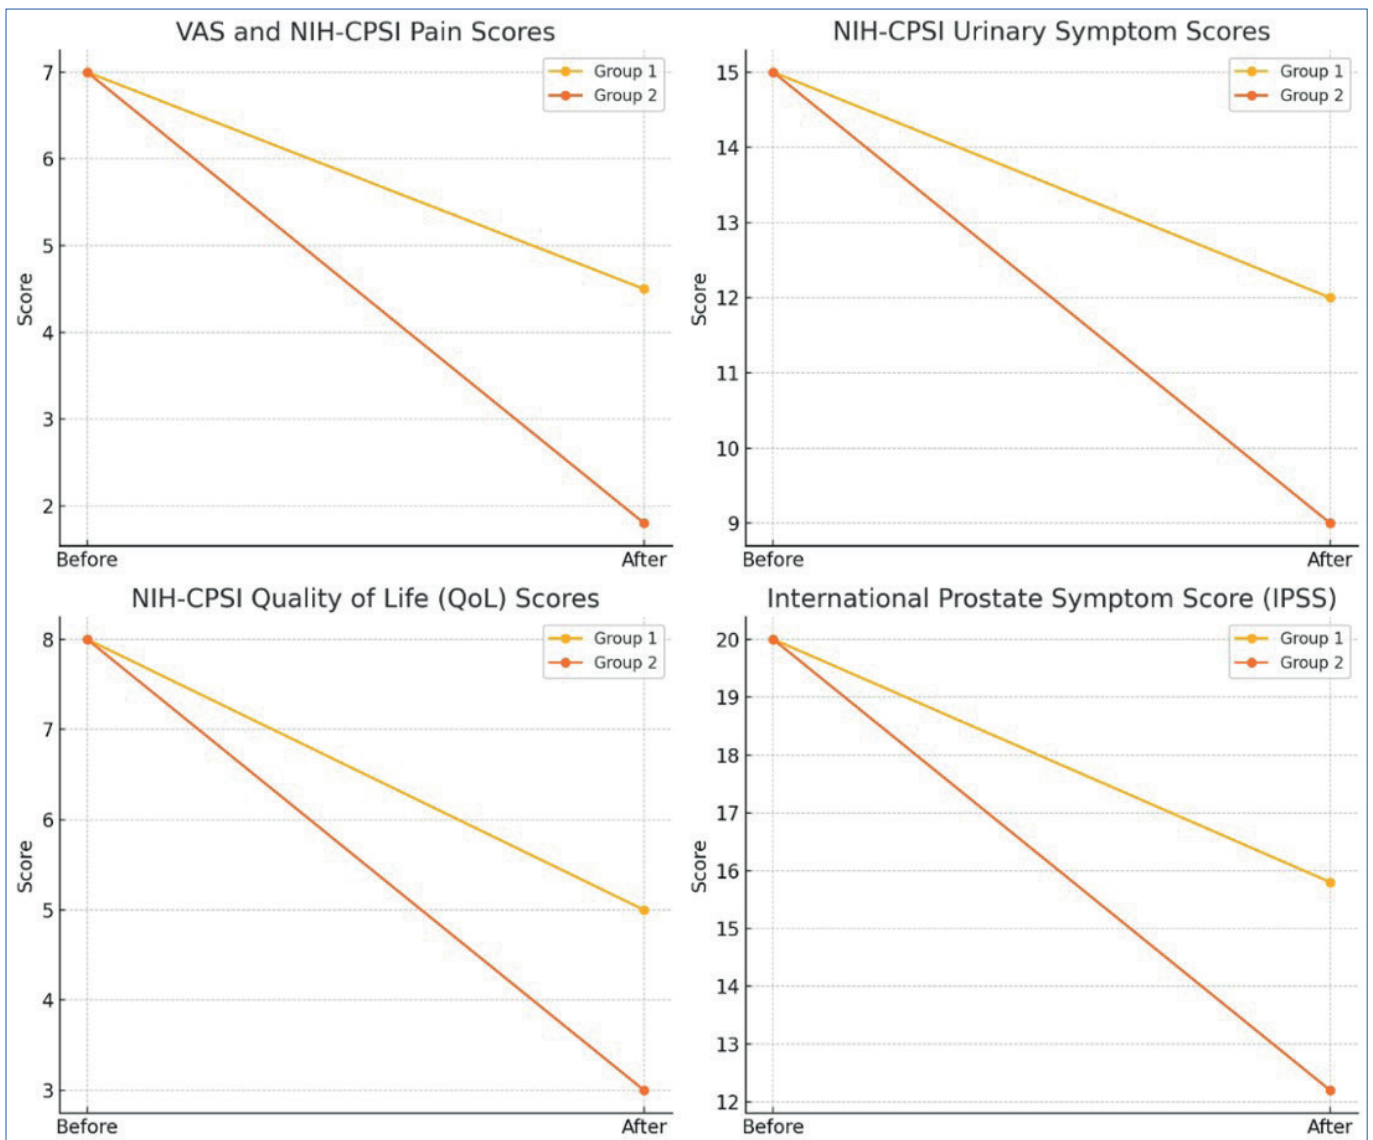 VAS and NIH-CPSI Pain Scores
Group 1
Group 2
7
6
5
4
3
2
Score
Before After
NIH-CPSI Urinary Symptom Scores
Group 1
Group 2
15
14
13
12
11
10
9
Score
Before After
NIH-CPSI Quality of Life (QoL) Scores
Group 1
Group 2
8
7
6
5
4
3
Score
Before After
International Prostate Symptom Score (IPSS)
Group 1
Group 2
20
19
18
17
16
15
14
13
12
Score
Before After